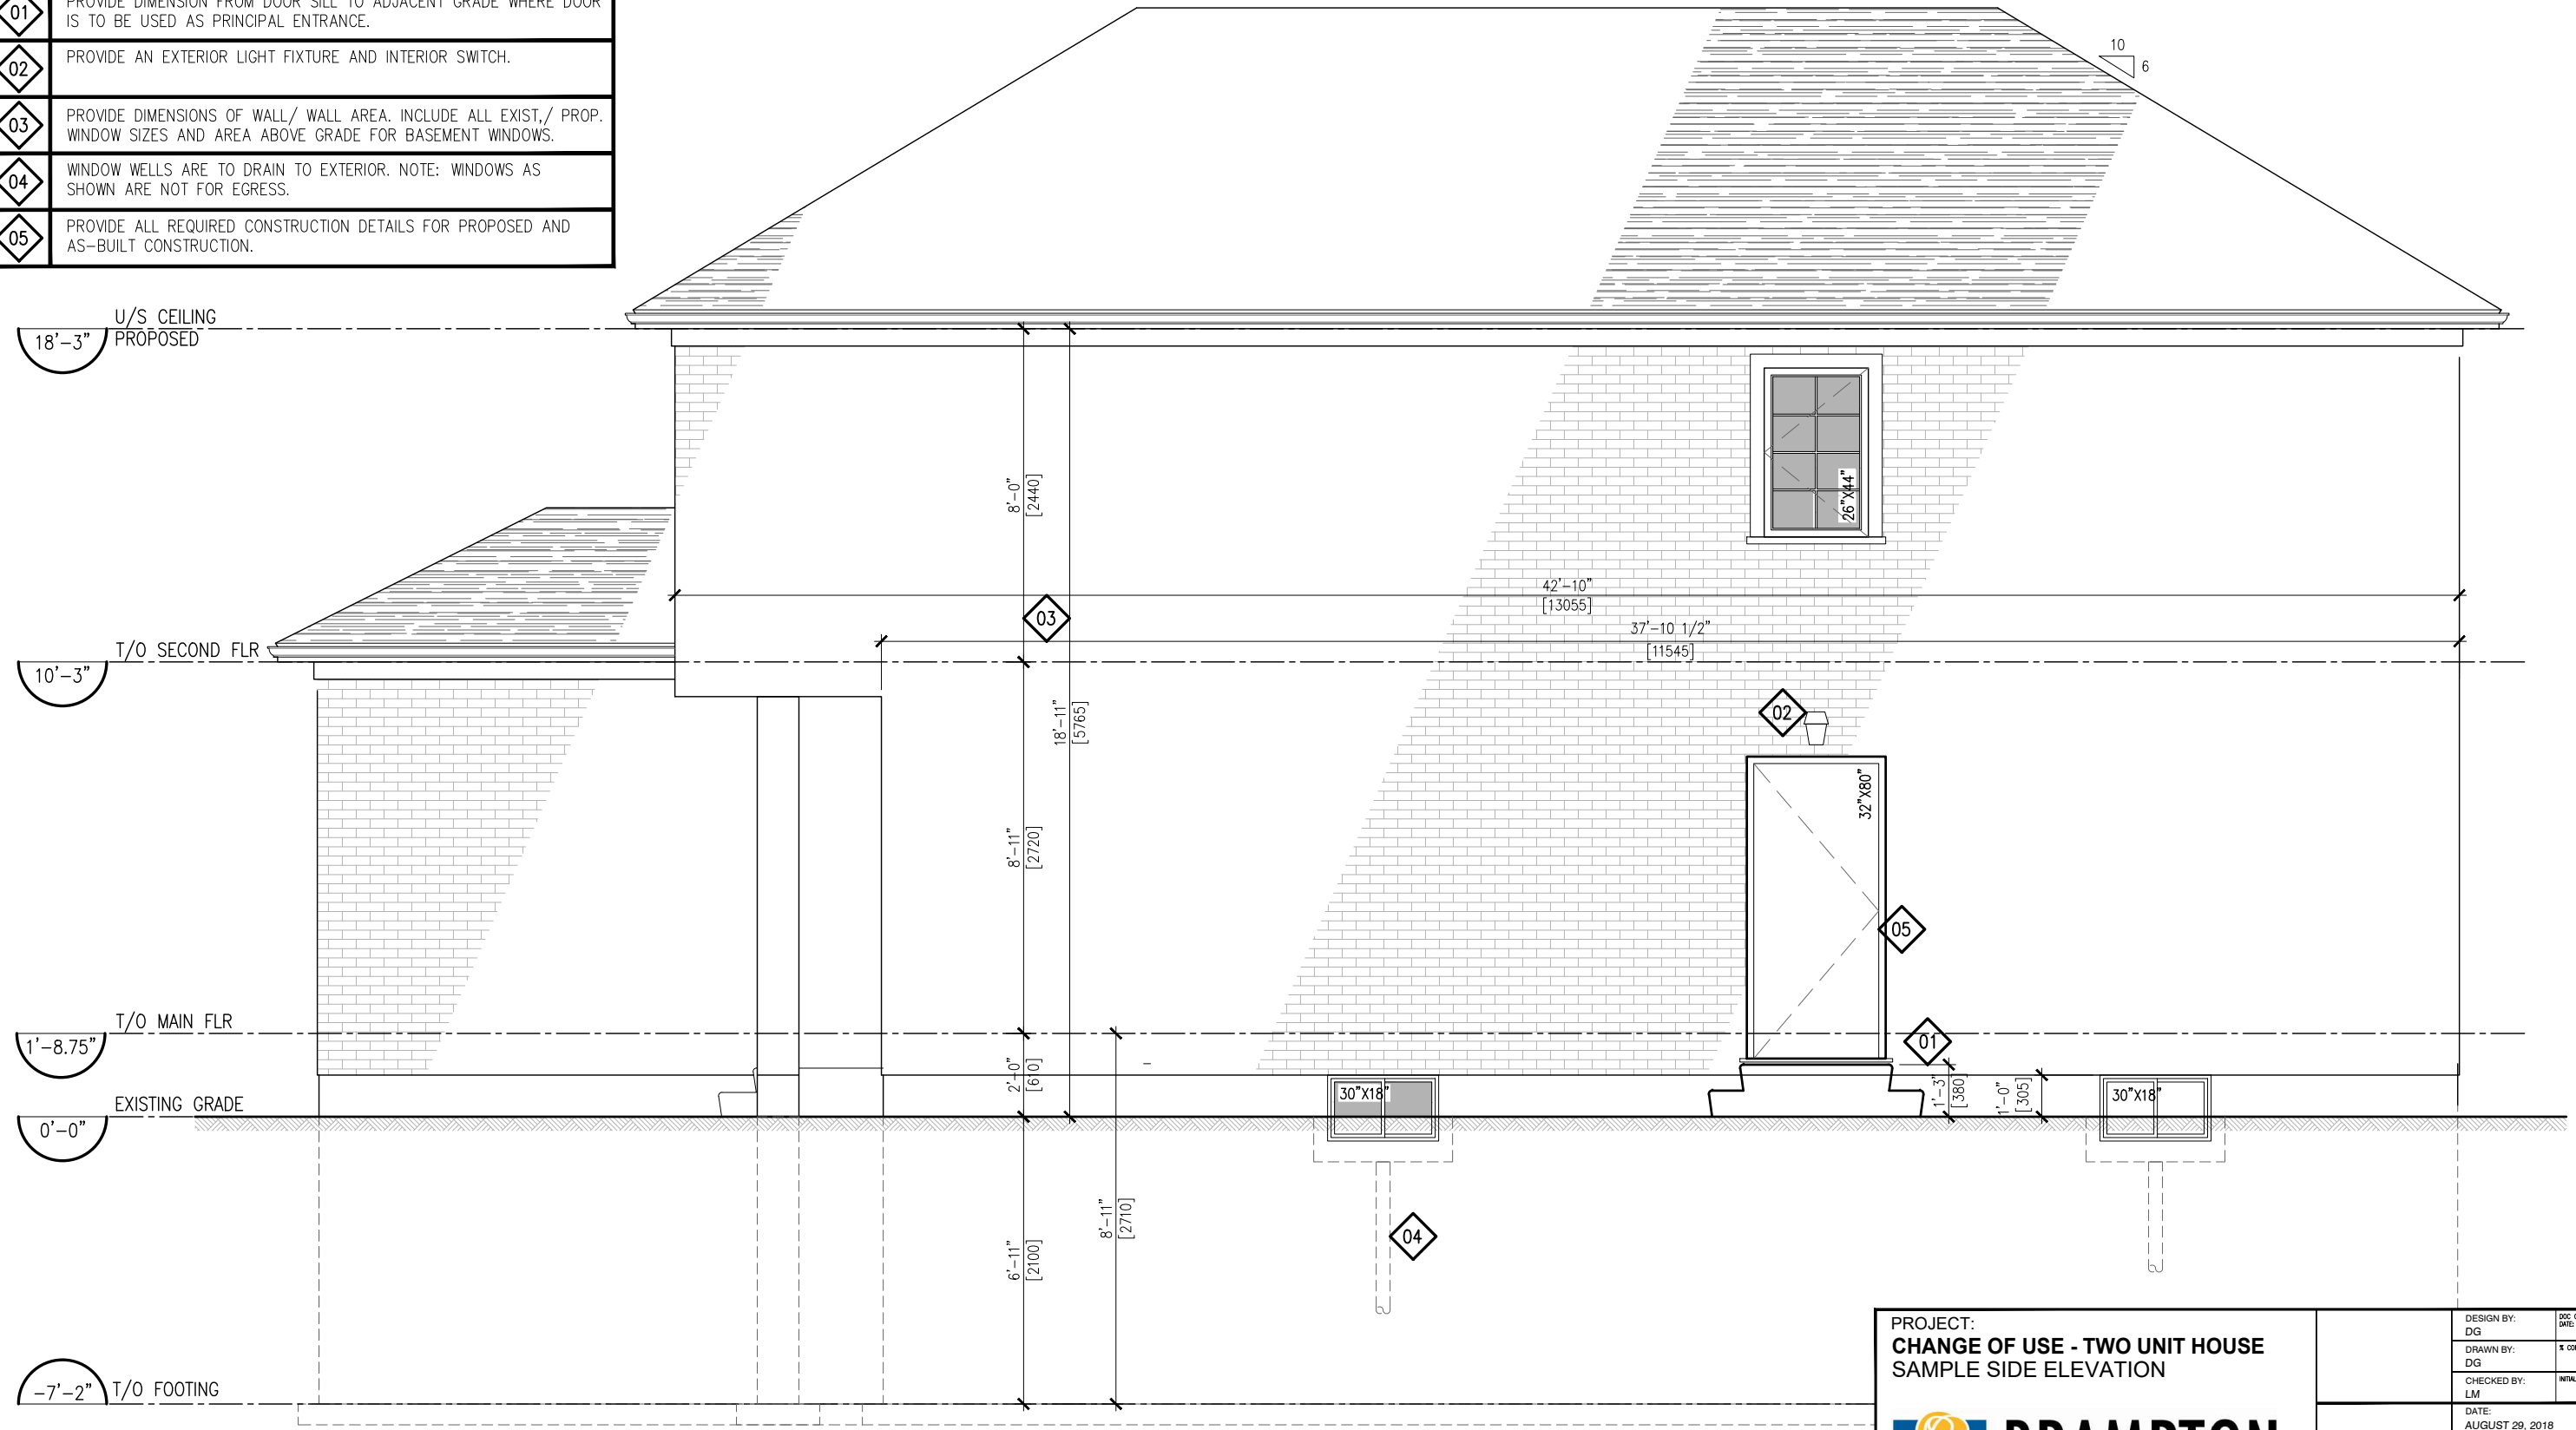 01
PROVIDE DIMENSION FROM DOOR SILL TO ADJACENT GRADE WHERE DOOR
IS TO BE USED AS PRINCIPAL ENTRANCE.
02
PROVIDE AN EXTERIOR LIGHT FIXTURE AND INTERIOR SWITCH.
03
PROVIDE DIMENSIONS OF WALL/ WALL AREA. INCLUDE ALL EXIST,/ PROP.
WINDOW SIZES AND AREA ABOVE GRADE FOR BASEMENT WINDOWS.
04
WINDOW WELLS ARE TO DRAIN TO EXTERIOR. NOTE: WINDOWS AS
SHOWN ARE NOT FOR EGRESS.
05
PROVIDE ALL REQUIRED CONSTRUCTION DETAILS FOR PROPOSED AND
AS-BUILT CONSTRUCTION.
10
6
U/S CEILING
PROPOSED
18'-3"
8'-0"
[2440]
26"X44"
42'-10"
[13055]
03
37'-10 1/2"
[11545]
T/O SECOND FLR
10'-3"
02
18'-11"
[5765]
32"X80"
8'-11"
[2720]
05
T/O MAIN FLR
1'-8.75"
01
2'-0"
[610]
30"X18"
1'-3"
[380]
1'-0"
[305]
30"X18"
EXISTING GRADE
0'-0"
8'-11"
[2710]
6'-11"
[2100]
04
T/O FOOTING
-7'-2"
PROJECT:
CHANGE OF USE - TWO UNIT HOUSE
SAMPLE SIDE ELEVATION
BRAMPTON
DESIGN BY:
DG
DRAWN BY:
DG
CHECKED BY:
LM
DATE:
AUGUST 29, 2018
DOC
DATE: